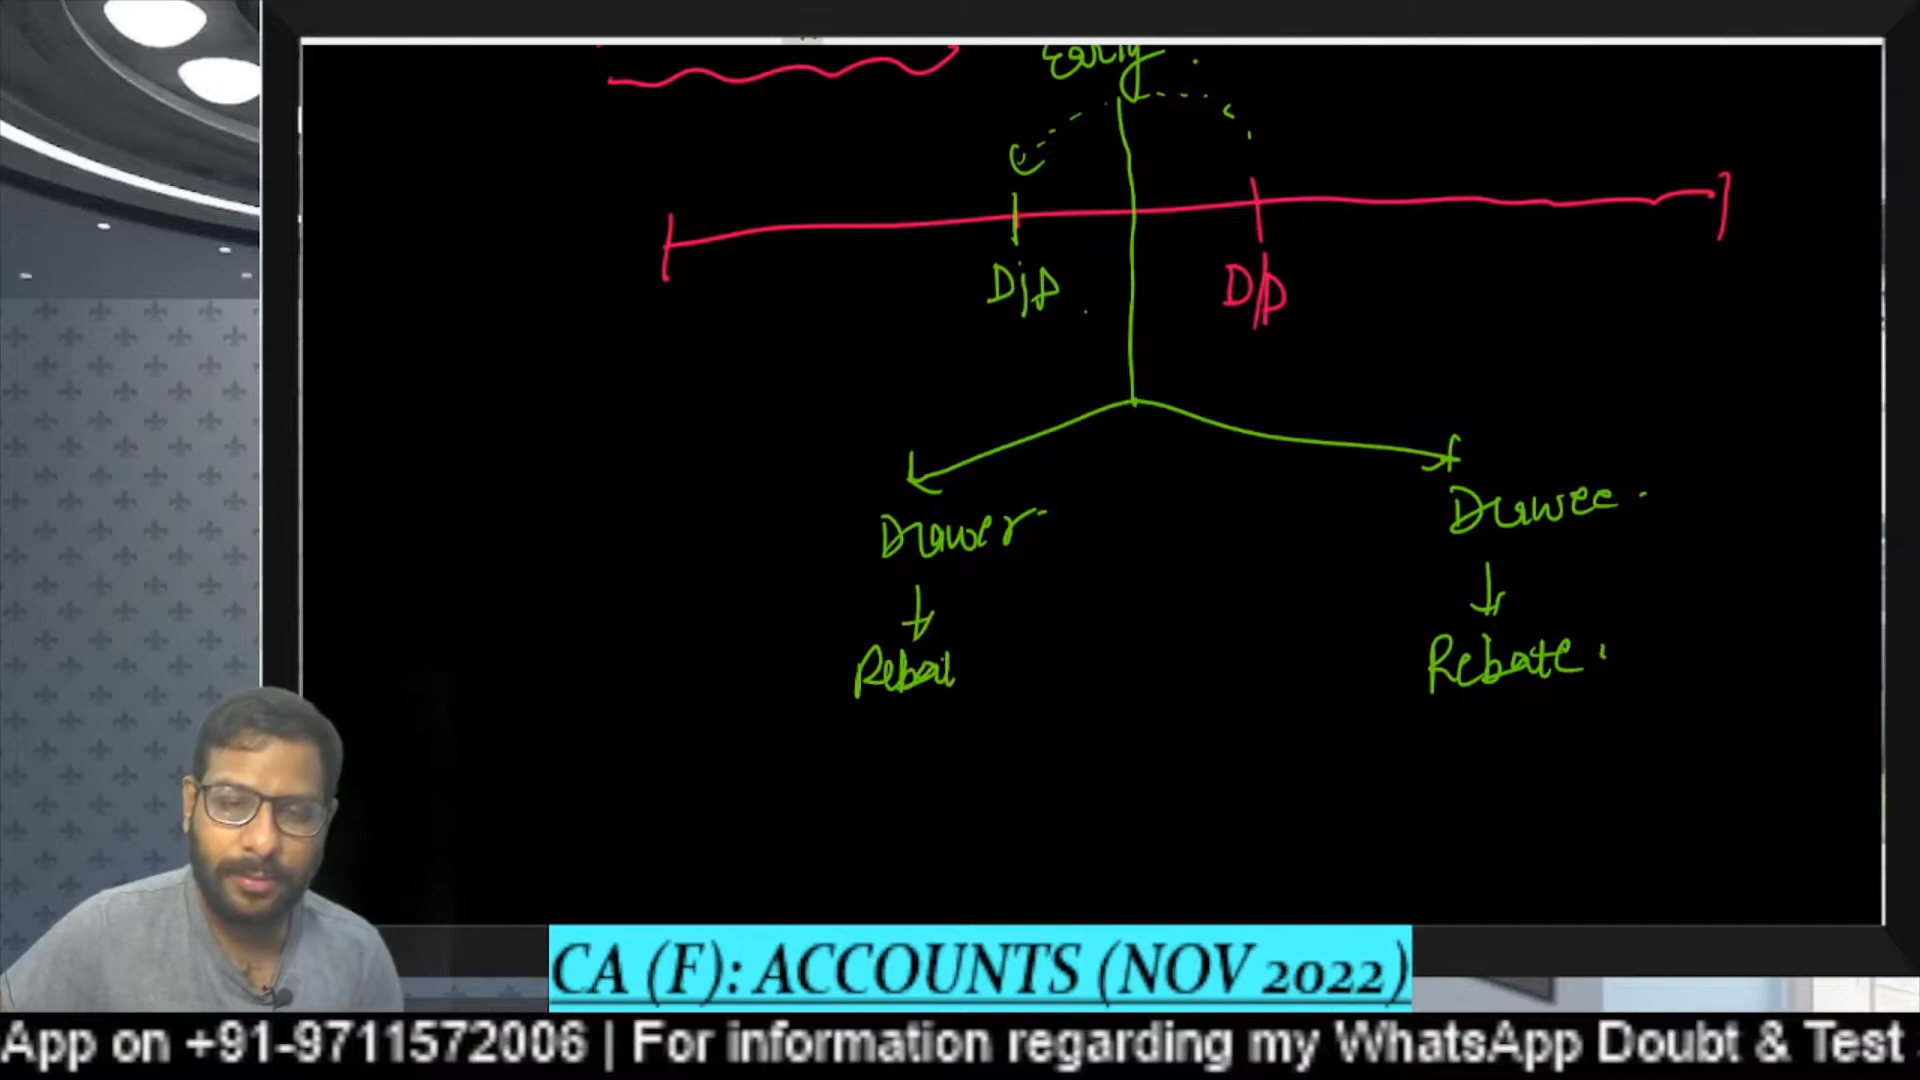 Early .
D/D .
D/D
Drawer
Drawee .
Rebat
Rebate .
CA (F): ACCOUNTS (NOV 2022)
App on +91-9711572006 | For information regarding my WhatsApp Doubt & Test